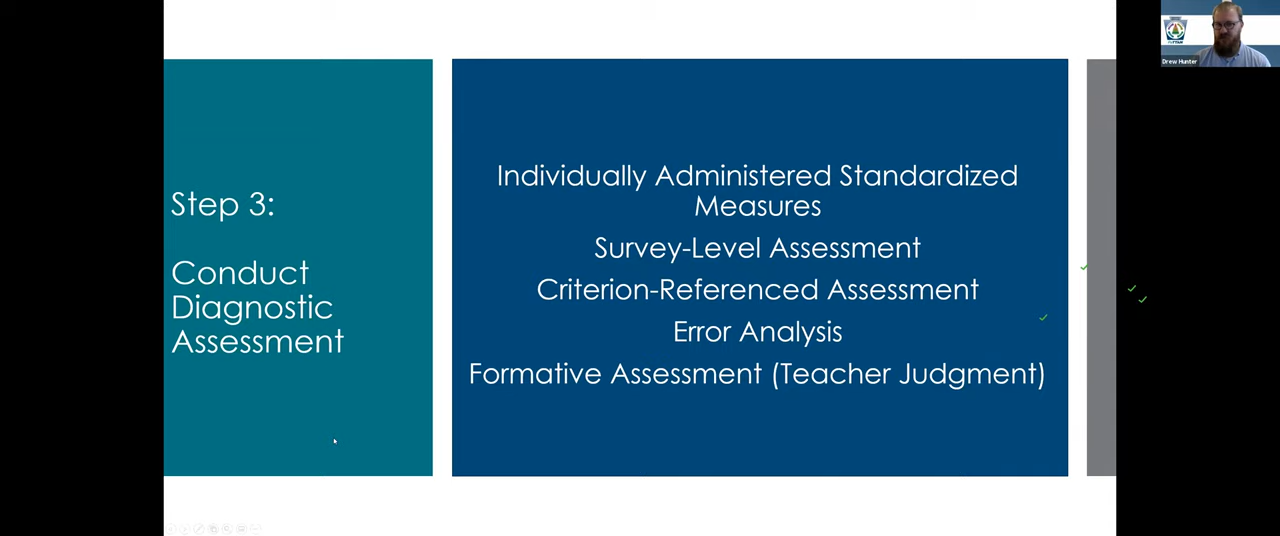 Step 3:
Conduct
Diagnostic
Assessment
Individually Administered Standardized
Measures
Survey-Level Assessment
Criterion-Referenced Assessment
Error Analysis
Formative Assessment (Teacher Judgment)
Drew Hunter